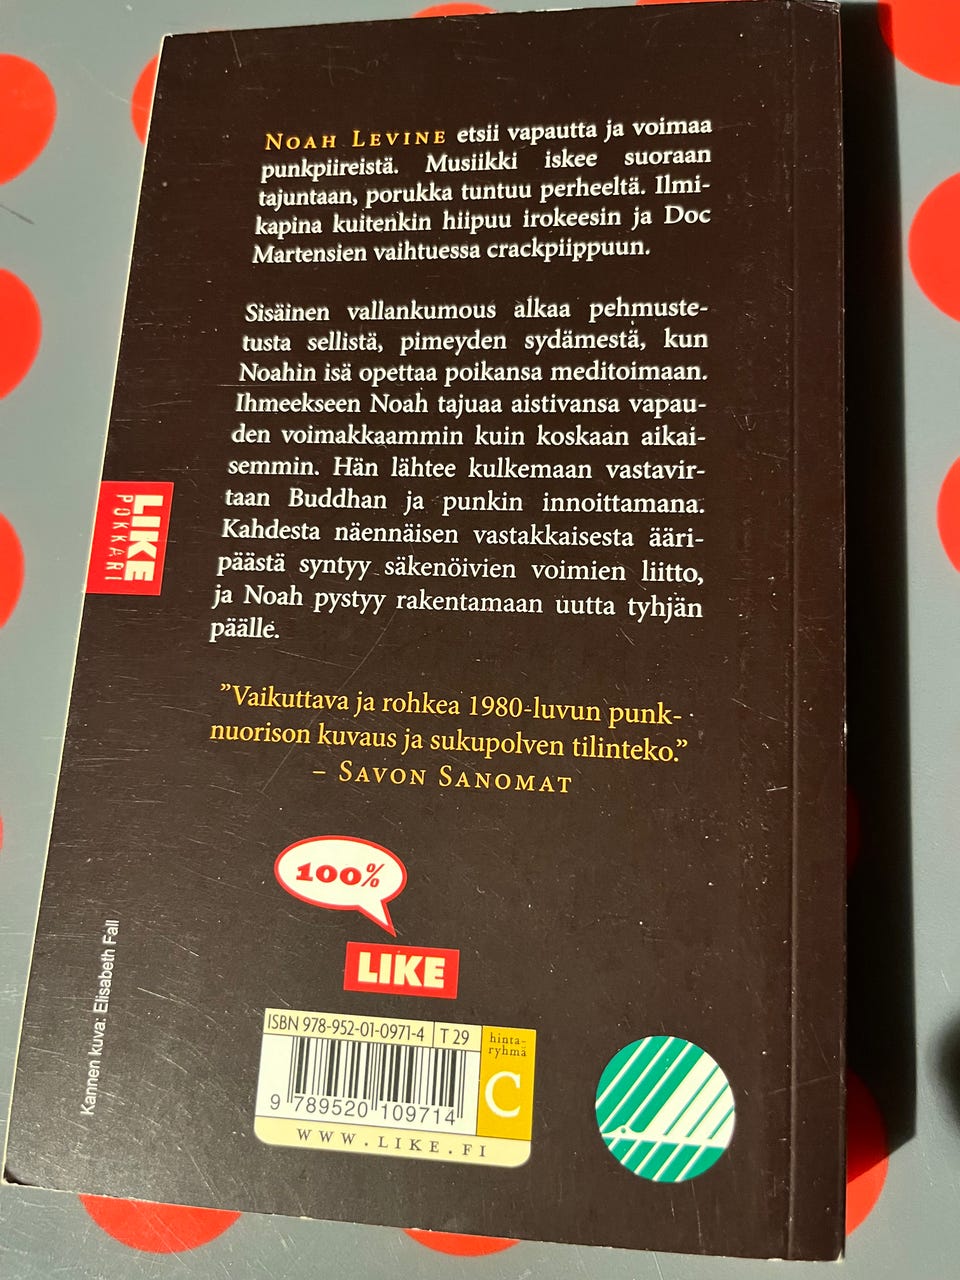 NOAH LEVINE etsii vapautta ja voimaa
punkpiireistä. Musiikki iskee suoraan
tajuntaan, porukka tuntuu perheeltä. Ilmi-
kapina kuitenkin hiipuu irokeesin ja Doc
Martensien vaihtuessa crackpiippuun.
Sisäinen vallankumous alkaa pehmuste-
tusta sellistä, pimeyden sydämestä, kun
Noahin isä opettaa poikansa meditoimaan.
Ihmeekseen Noah tajuaa aistivansa vapau-
den voimakkaammin kuin koskaan aikai-
semmin. Hän lähtee kulkemaan vastavir-
taan Buddhan ja punkin innoittamana.
Kahdesta näennäisen vastakkaisesta ääri-
päästä syntyy säkenöivien voimien liitto,
ja Noah pystyy rakentamaan uutta tyhjän
päälle.
”Vaikuttava ja rohkea 1980-luvun punk-
nuorison kuvaus ja sukupolven tilinteko.”
– SAVON SANOMAT
LIKE
POKKARI
100%
LIKE
Kannen kuva: Elisabeth Fall
ISBN 978-952-01-0971-4 T 29
hinta-
ryhmä
C
9 789520 109714
WWW.LIKE.FI